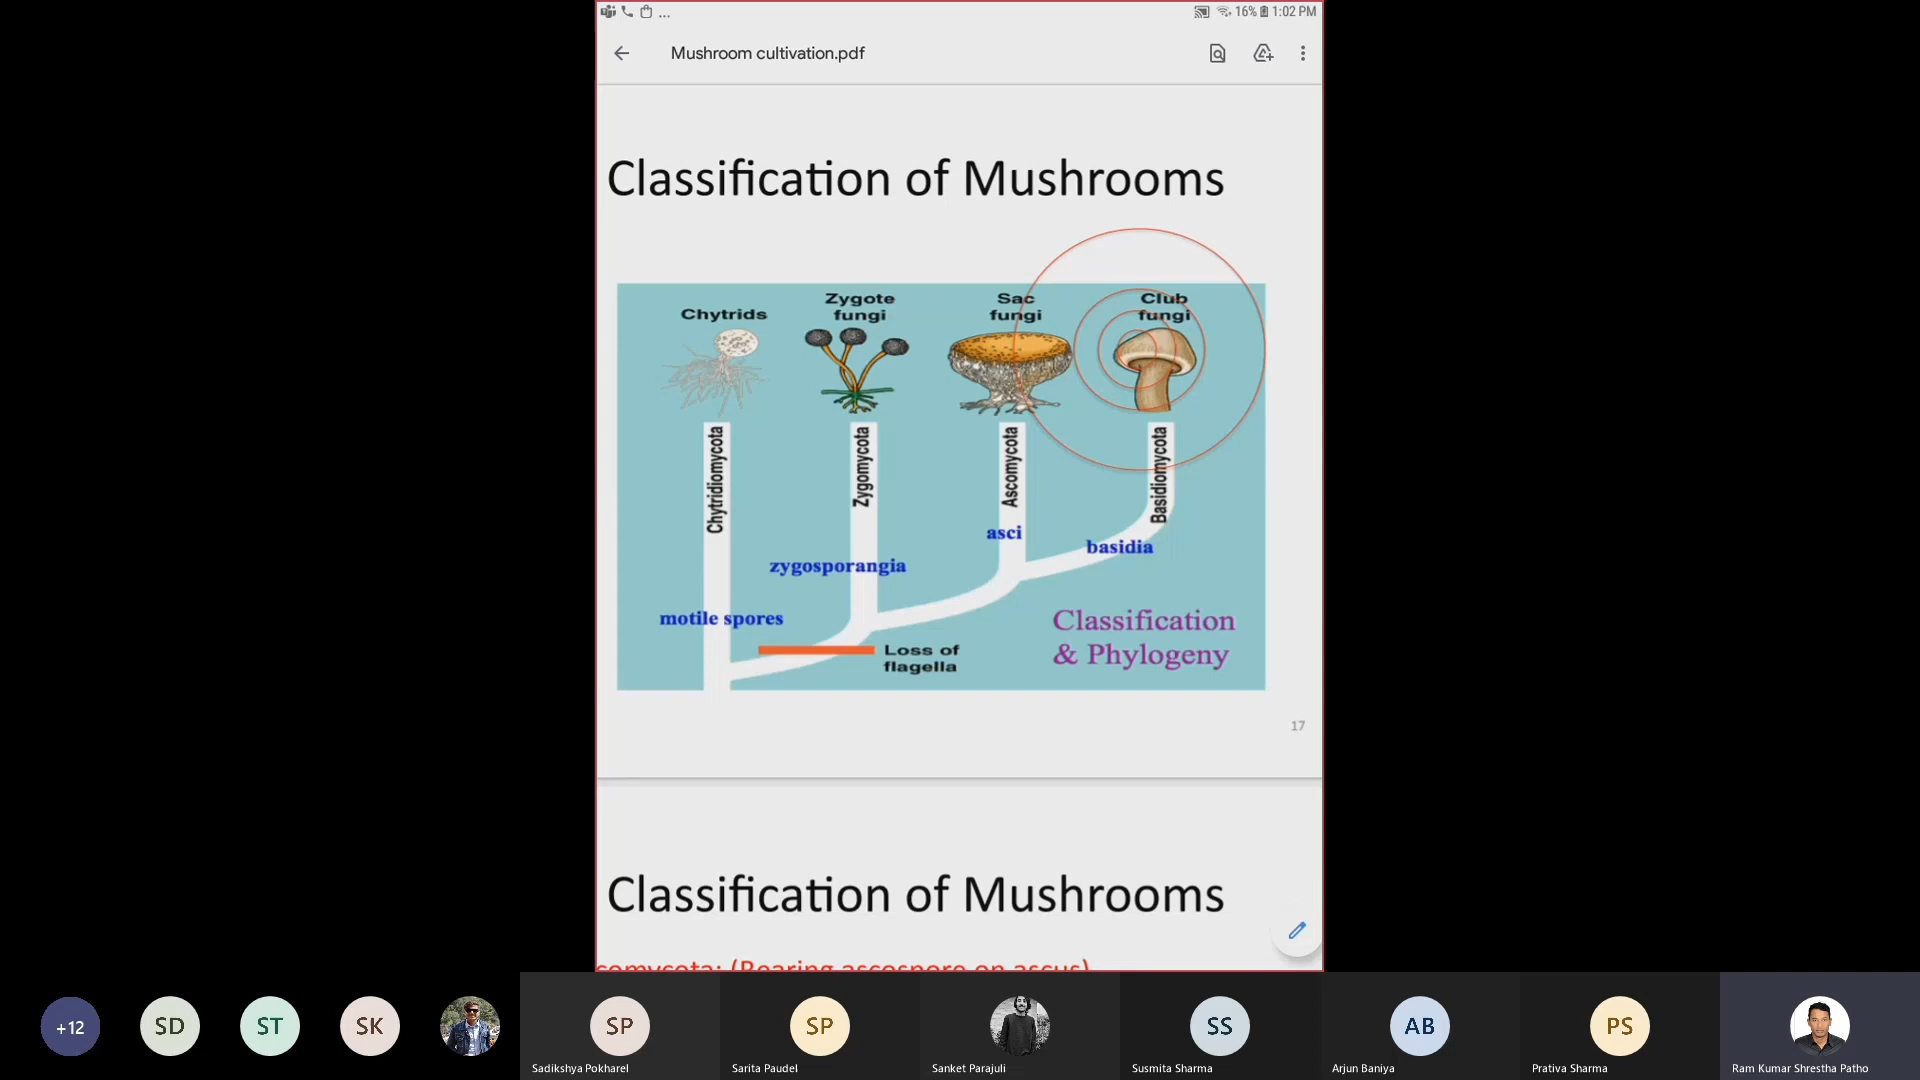 ... 16% 1:02 PM
Mushroom cultivation.pdf
Classification of Mushrooms
Chytrids
Zygote
fungi
Sac
fungi
Club
fungi
Chytridiomycota
Zygomycota
Ascomycota
Basidiomycota
asci
basidia
zygosporangia
motile spores
Loss of
flagella
Classification
& Phylogeny
17
Classification of Mushrooms
comycota: (Bearing ascospore on ascus)
+12
SD
ST
SK
SP
Sadikshya Pokharel
SP
Sarita Paudel
Sanket Parajuli
SS
Susmita Sharma
AB
Arjun Baniya
PS
Prativa Sharma
Ram Kumar Shrestha Patho